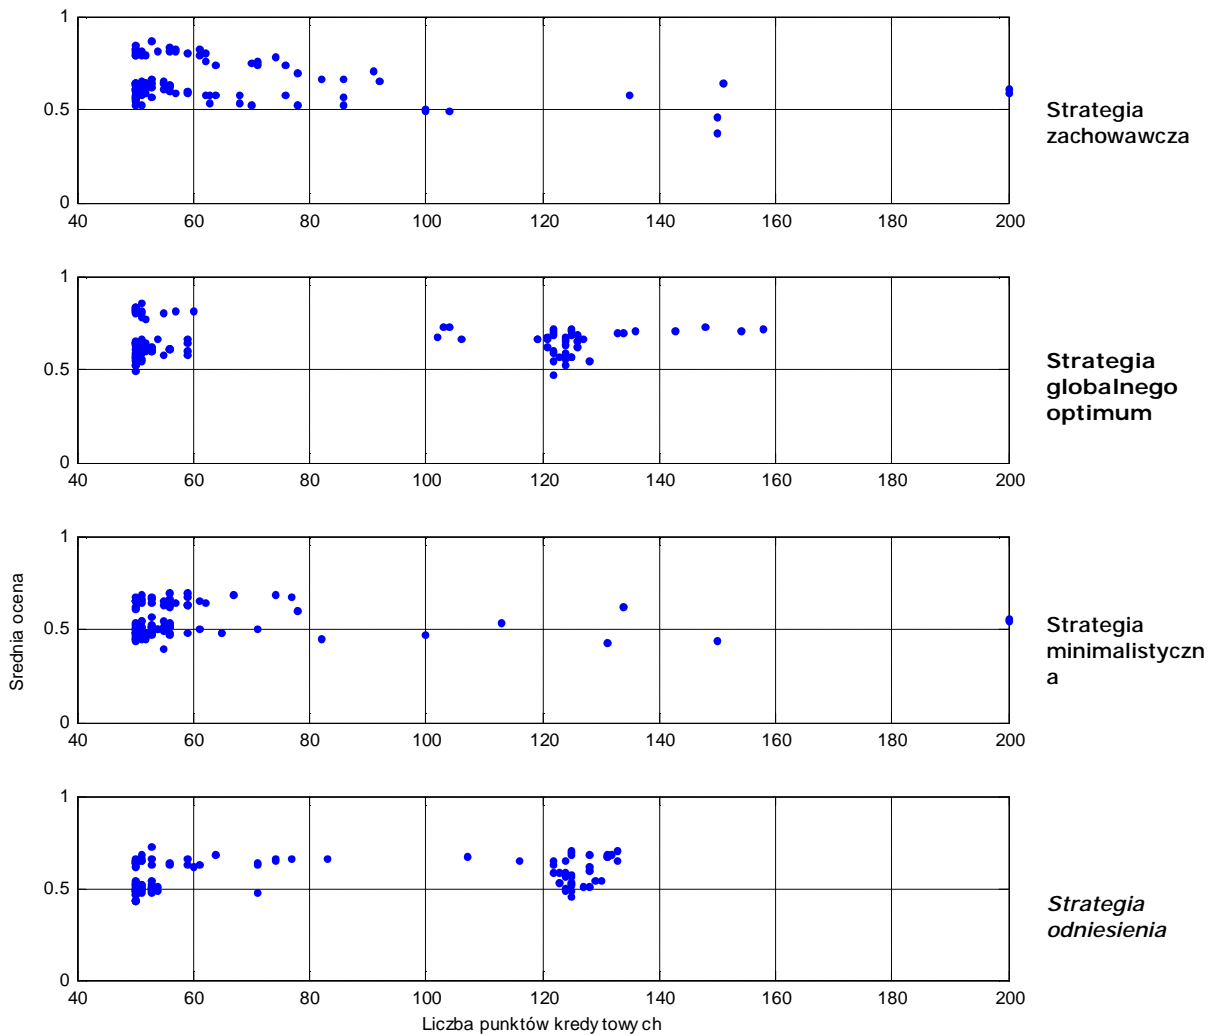 1
0.5
0
40 60 80 100 120 140 160 180 200
Strategia
zachowawcza
1
0.5
0
40 60 80 100 120 140 160 180 200
Strategia
globalnego
optimum
1
0.5
0
40 60 80 100 120 140 160 180 200
Srednia ocena
Strategia
minimalistyczn
a
1
0.5
0
40 60 80 100 120 140 160 180 200
Liczba punktów kredytowych
Strategia
odniesienia